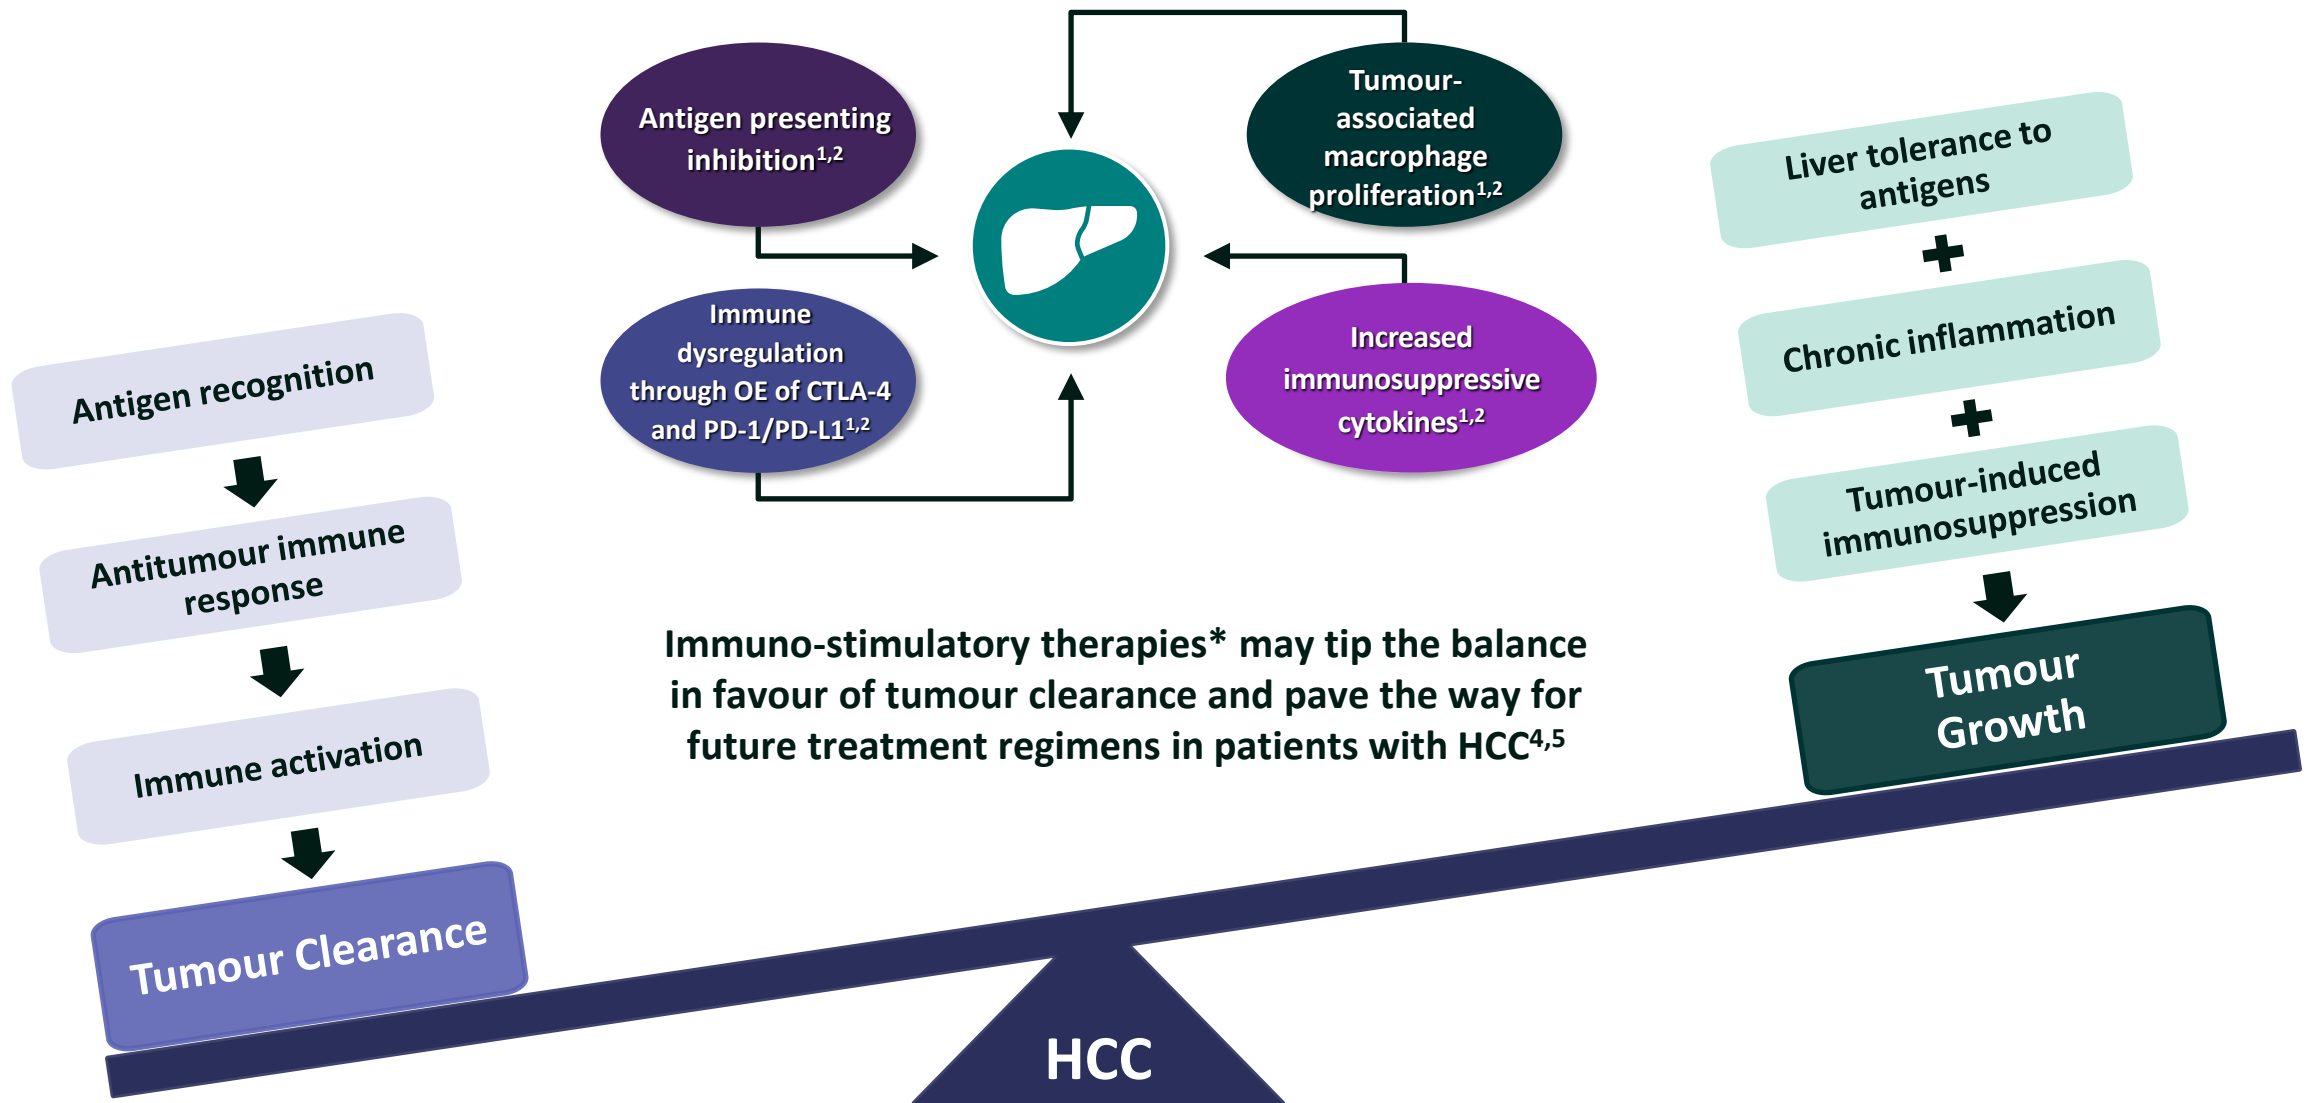 Antigen presenting
inhibition1,2
Tumour-
associated
macrophage
proliferation1,2
Immune
dysregulation
through OE of CTLA-4
and PD-1/PD-L11,2
Increased
immunosuppressive
cytokines1,2
Antigen recognition
Antitumour immune
response
Immune activation
Tumour Clearance
Immuno-stimulatory therapies* may tip the balance
in favour of tumour clearance and pave the way for
future treatment regimens in patients with HCC4,5
Liver tolerance to
antigens
Chronic inflammation
Tumour-induced
immunosuppression
Tumour
Growth
HCC